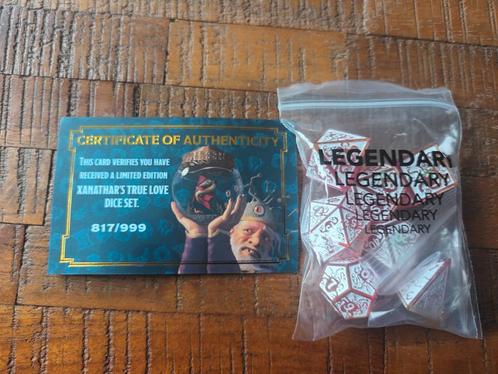 CERTIFICATE OF AUTHENTICITY
THIS CARD VERIFIES YOU HAVE
RECEIVED A LIMITED EDITION
XANATHAR'S TRUE LOVE
DICE SET.
817/999
LEGENDARY
LEGENDARY
LEGENDARY
LEGENDARY
LEGENDARY